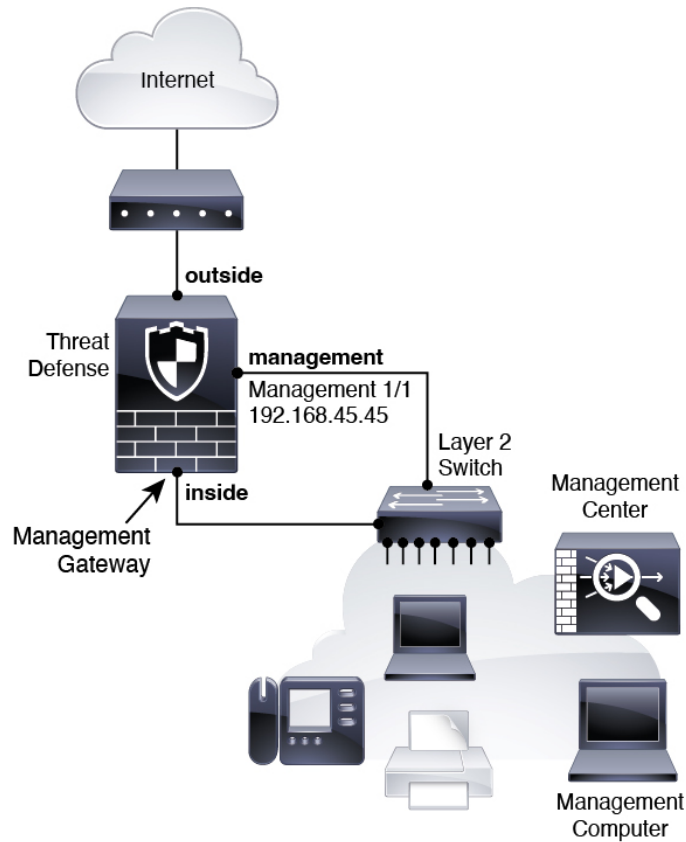 Internet
outside
Threat
Defense
management
Management 1/1
192.168.45.45
Layer 2
Switch
inside
Management
Gateway
Management
Center
Management
Computer